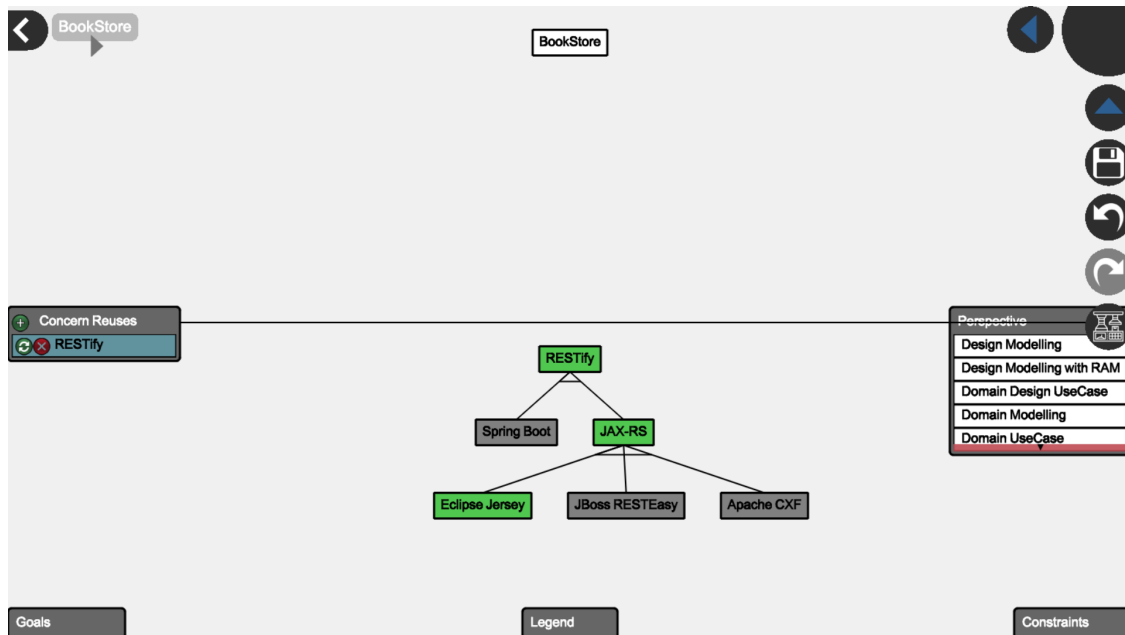 BookStore
BookStore
Concern Reuses
RESTify
Perspective
Design Modelling
Design Modelling with RAM
Domain Design UseCase
Domain Modelling
Domain UseCase
RESTify
Spring Boot
JAX-RS
Eclipse Jersey
JBoss RESTEasy
Apache CXF
Goals
Legend
Constraints